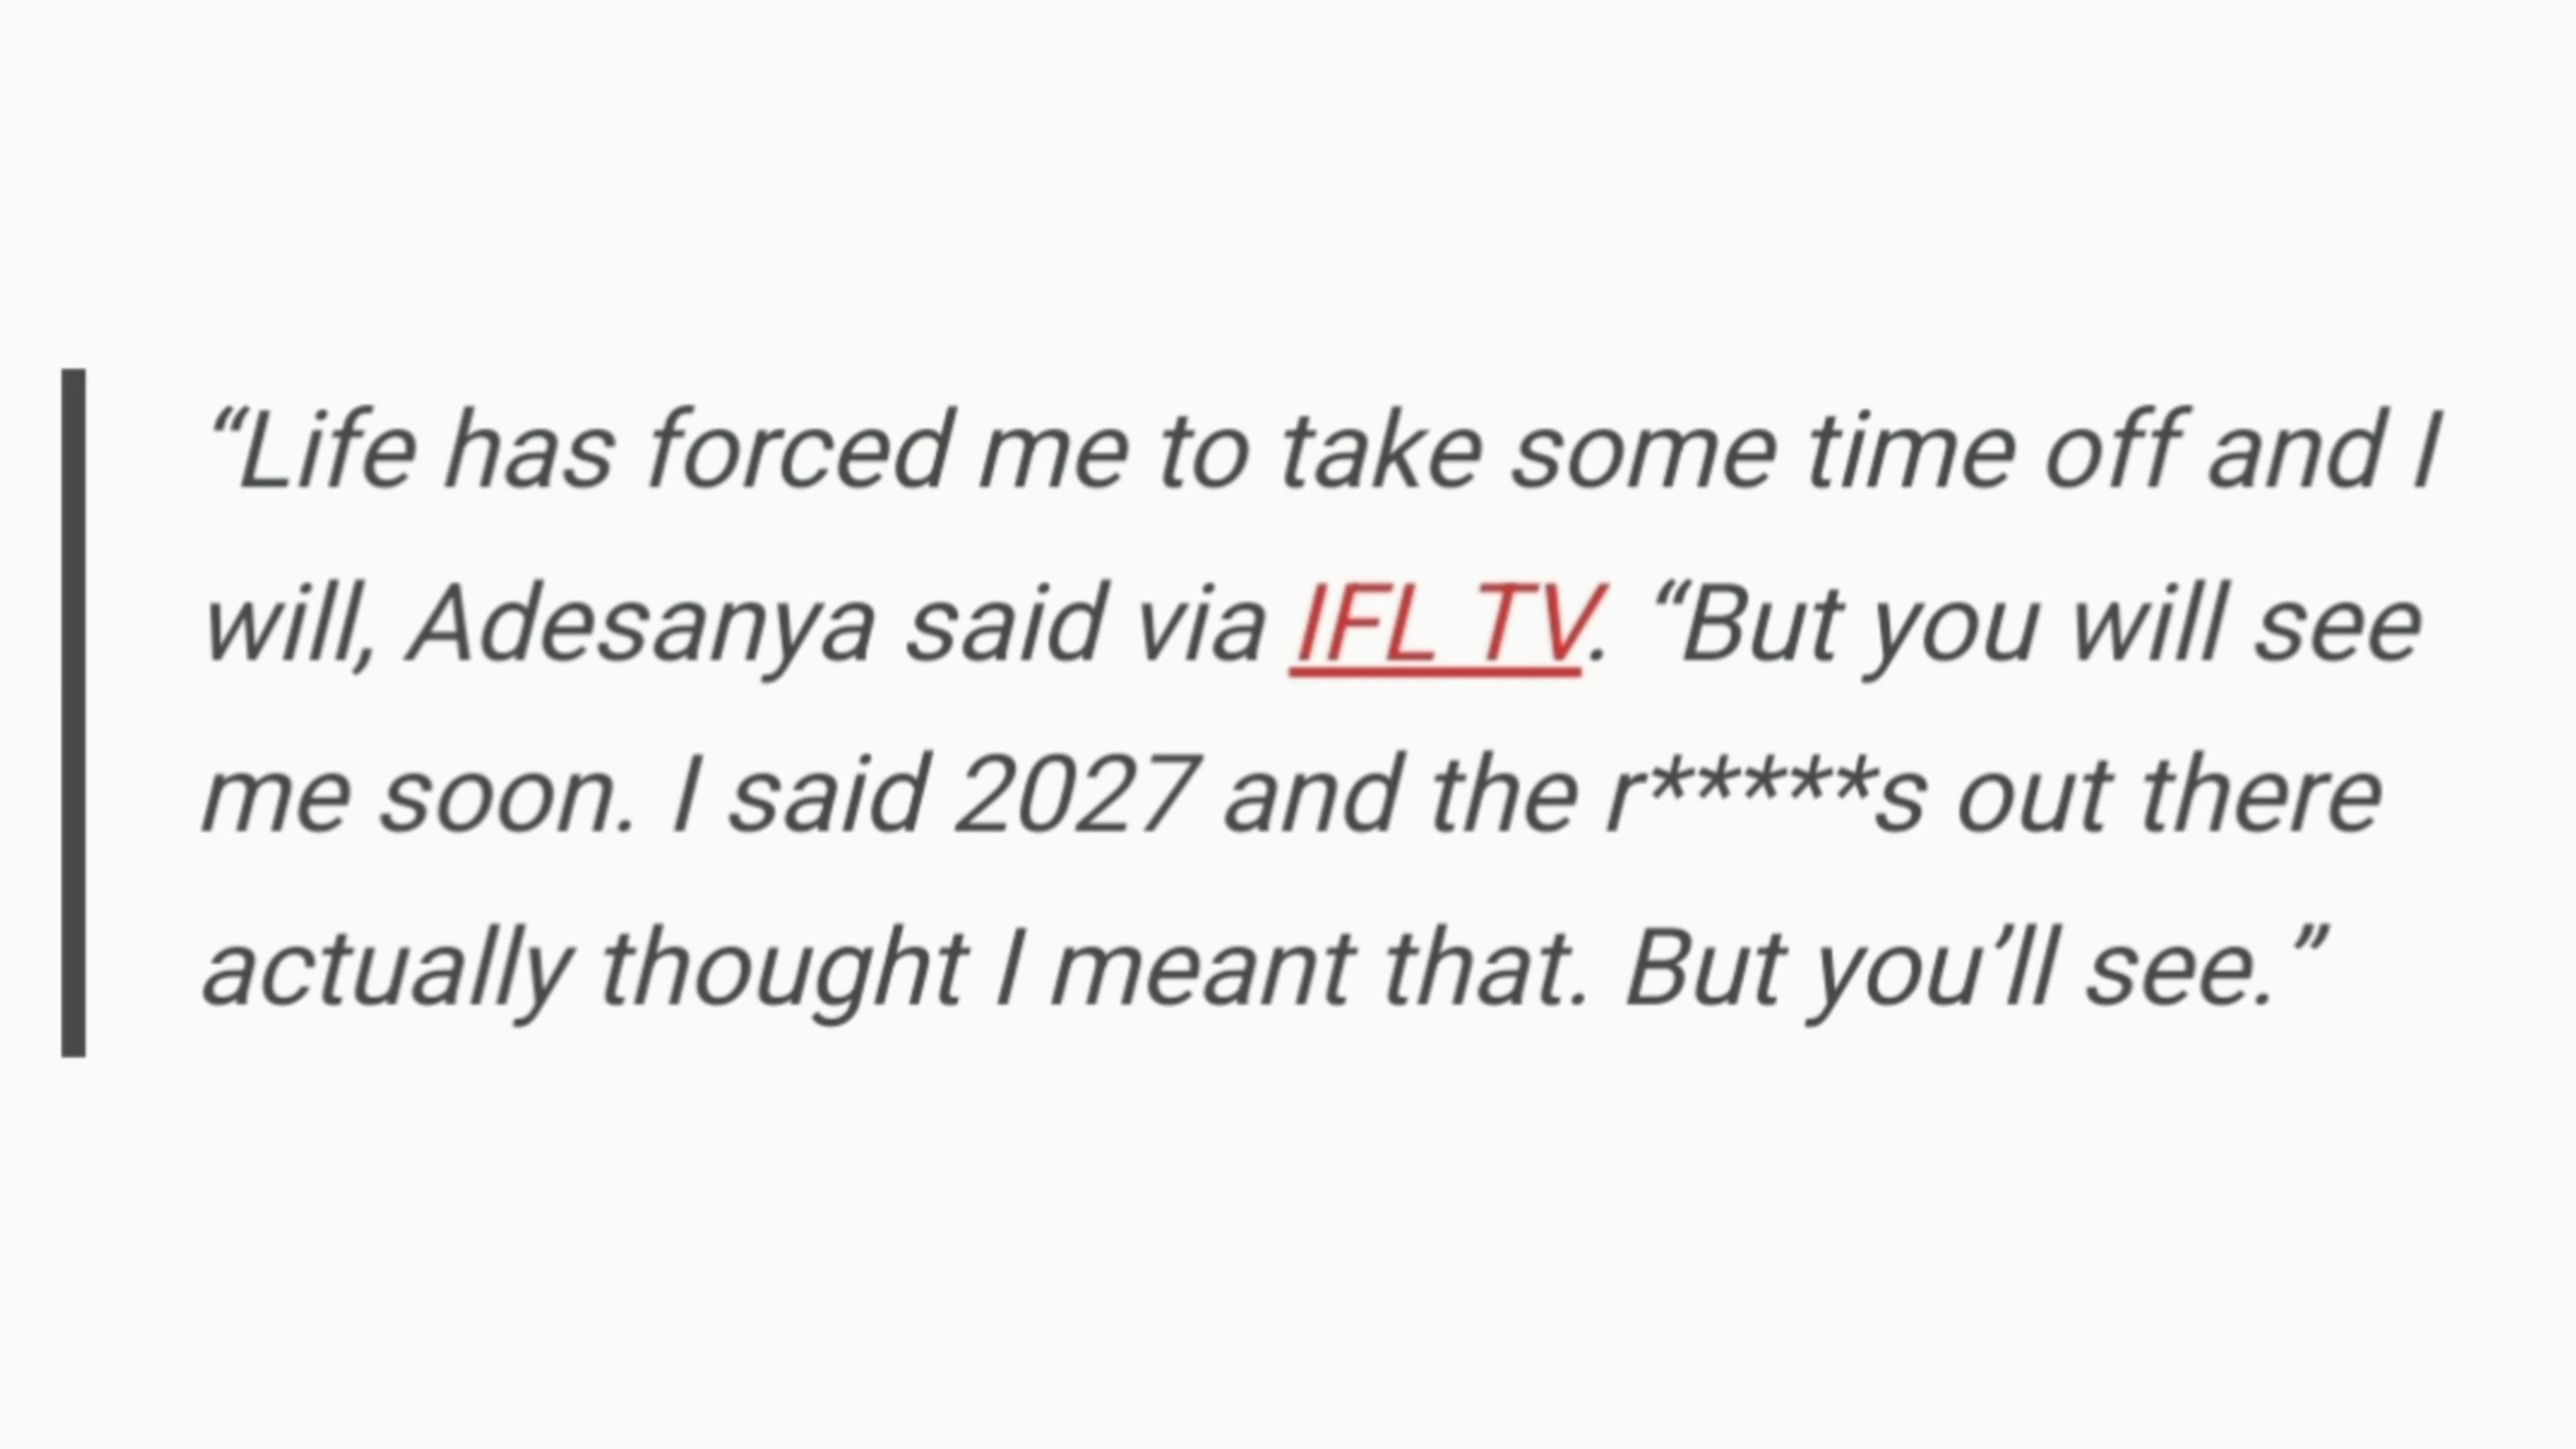 “Life has forced me to take some time off and I
will, Adesanya said via IFL TV. “But you will see
me soon. I said 2027 and the r*****s out there
actually thought I meant that. But you’ll see.”